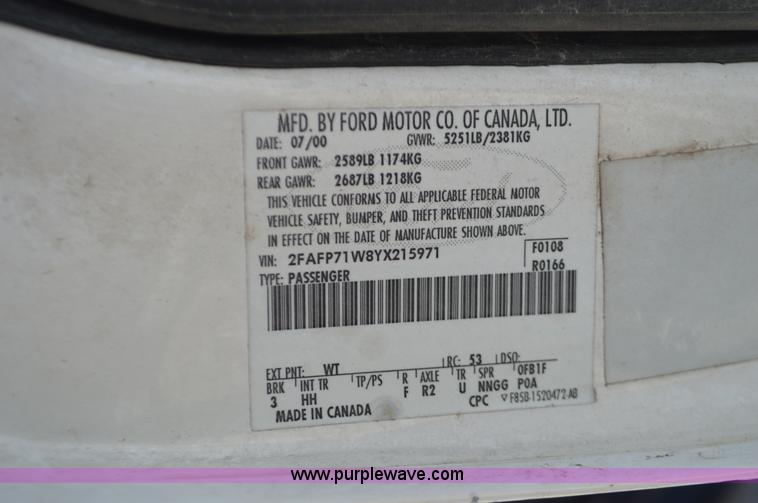 MFD. BY FORD MOTOR CO. OF CANADA, LTD.
DATE: 07/00 GVWR: 5251LB/2381KG
FRONT GAWR: 2589LB 1174KG
REAR GAWR: 2687LB 1218KG
THIS VEHICLE CONFORMS TO ALL APPLICABLE FEDERAL MOTOR
VEHICLE SAFETY, BUMPER, AND THEFT PREVENTION STANDARDS
IN EFFECT ON THE DATE OF MANUFACTURE SHOWN ABOVE.
VIN: 2FAFP71W8YX215971 F0108
TYPE: PASSENGER R0166
EXT PNT: WT RC: 53 DSO:
BRK INT TR TP/PS R AXLE TR SPR 0FB1F
3 HH F R2 U NNGG POA
MADE IN CANADA CPC F85B-1520472-AB
www.purplewave.com